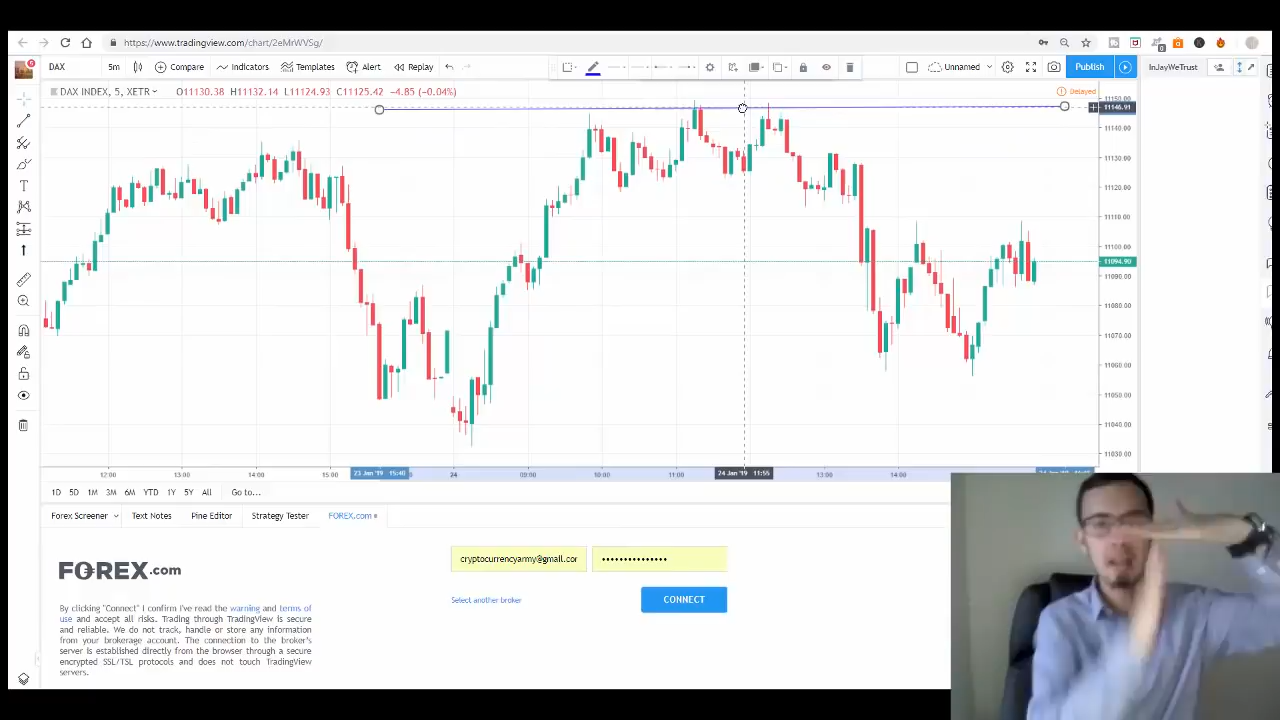 https://www.tradingview.com/chart/2eMrWVSg/
DAX 5m Compare Indicators Templates Alert Replay Unnamed Publish InJayWeTrust
DAX INDEX, 5, XETR O11130.38 H11132.14 L11124.93 C11125.42 -4.85 (-0.04%) Delayed
11150.00
11146.91
11140.00
11130.00
11120.00
11110.00
11100.00
11094.90
11090.00
11080.00
11070.00
11060.00
11050.00
11040.00
11030.00
12:00 13:00 14:00 15:00 23 Jan '19 15:40 24 09:00 10:00 11:00 24 Jan '19 11:55 13:00 14:00
1D 5D 1M 3M 6M YTD 1Y 5Y All Go to...
Forex Screener Text Notes Pine Editor Strategy Tester FOREX.com
FOREX.com
cryptocurrencyarmy@gmail.cor
By clicking "Connect" I confirm I've read the warning and terms of
use and accept all risks. Trading through TradingView is secure
and reliable. We do not track, handle or store any information
from your brokerage account. The connection to the broker's
server is established directly from the browser through a secure
encrypted SSL/TSL protocols and does not touch TradingView
servers.
Select another broker
CONNECT